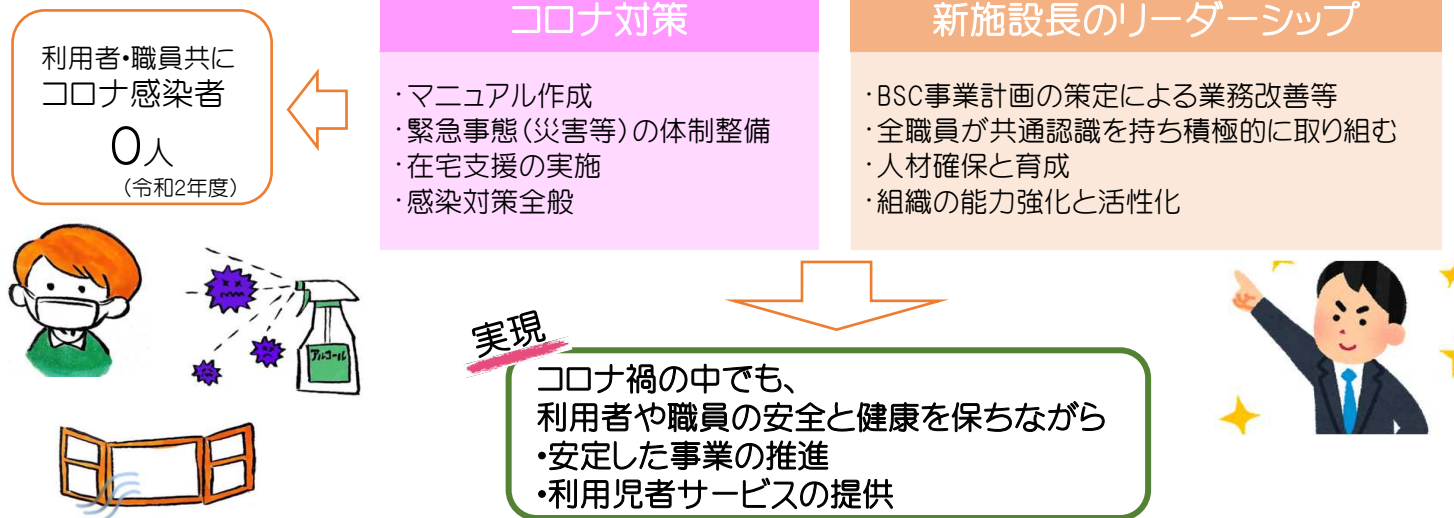 利用者・職員共に
コロナ感染者
0人
(令和2年度)
コロナ対策
・マニュアル作成
・緊急事態(災害等)の体制整備
・在宅支援の実施
・感染対策全般
新施設長のリーダーシップ
・BSC事業計画の策定による業務改善等
・全職員が共通認識を持ち積極的に取り組む
・人材確保と育成
・組織の能力強化と活性化
アルコール
実現
コロナ禍の中でも、
利用者や職員の安全と健康を保ちながら
•安定した事業の推進
•利用児者サービスの提供